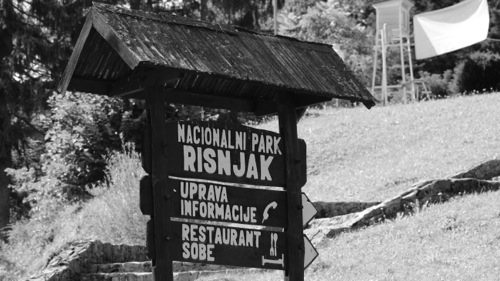 NACIONALNI PARK
RISNJAK
UPRAVA
INFORMACIJE
RESTAURANT
SOBE